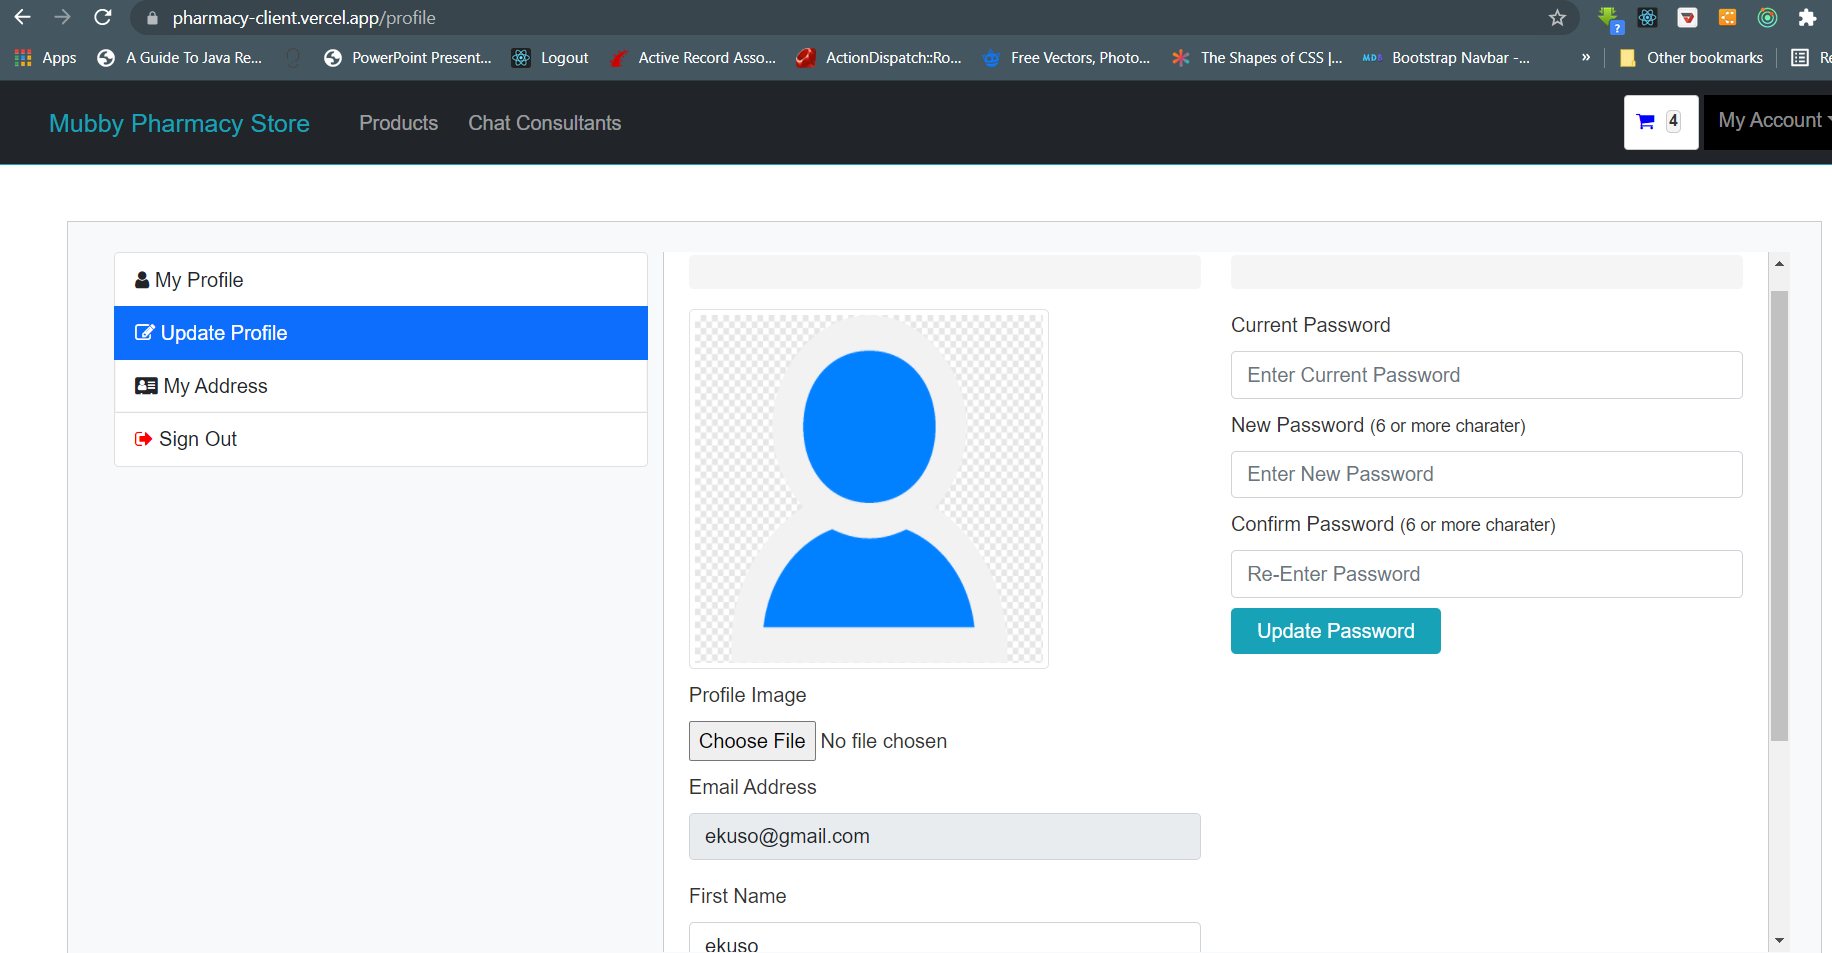 pharmacy-client.vercel.app/profile
?
Apps
A Guide To Java Re...
PowerPoint Present...
Logout
Active Record Asso...
ActionDispatch::Ro...
Free Vectors, Photo...
The Shapes of CSS |...
MDB
Bootstrap Navbar -...
»
Other bookmarks
Mubby Pharmacy Store
Products
Chat Consultants
4
My Account
My Profile
Update Profile
My Address
Sign Out
Profile Image
Choose File No file chosen
Email Address
ekuso@gmail.com
First Name
ekuso
Current Password
Enter Current Password
New Password (6 or more charater)
Enter New Password
Confirm Password (6 or more charater)
Re-Enter Password
Update Password